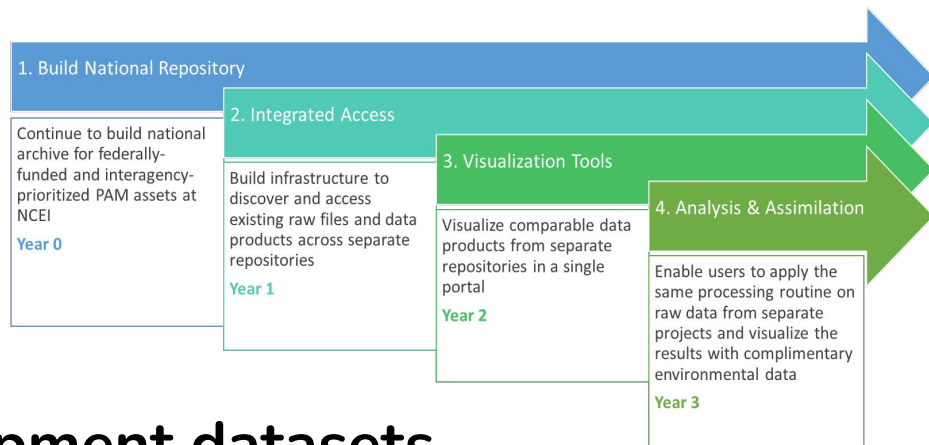 1. Build National Repository
Continue to build national
archive for federally-
funded and interagency-
prioritized PAM assets at
NCEI
Year 0
2. Integrated Access
Build infrastructure to
discover and access
existing raw files and data
products across separate
repositories
Year 1
3. Visualization Tools
Visualize comparable data
products from separate
repositories in a single
portal
Year 2
4. Analysis & Assimilation
Enable users to apply the
same processing routine on
raw data from separate
projects and visualize the
results with complimentary
environmental data
Year 3
datasets